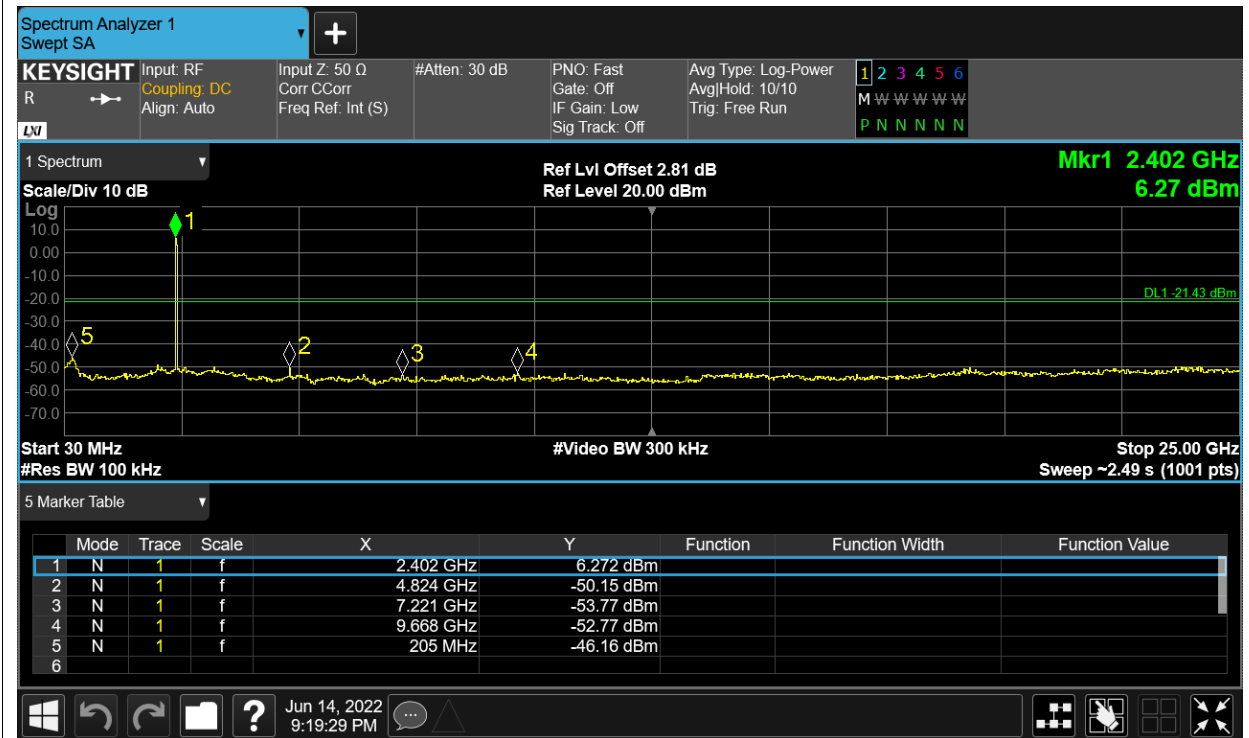 Spectrum Analyzer 1
Swept SA
KEYSIGHT
R
LXI
Input: RF
Coupling: DC
Align: Auto
Input Z: 50 Ω
Corr CCorr
Freq Ref: Int (S)
#Atten: 30 dB
PNO: Fast
Gate: Off
IF Gain: Low
Sig Track: Off
Avg Type: Log-Power
Avg|Hold: 10/10
Trig: Free Run
1 2 3 4 5 6
M W W W W W
P N N N N N
1 Spectrum
Scale/Div 10 dB
Ref Lvl Offset 2.81 dB
Ref Level 20.00 dBm
Mkr1 2.402 GHz
6.27 dBm
Log
10.0
0.00
-10.0
-20.0
-30.0
-40.0
-50.0
-60.0
-70.0
1
5
2
3
4
DL1 -21.43 dBm
Start 30 MHz
#Res BW 100 kHz
#Video BW 300 kHz
Stop 25.00 GHz
Sweep ~2.49 s (1001 pts)
5 Marker Table
Mode Trace Scale X Y Function Function Width Function Value
1 N 1 f 2.402 GHz 6.272 dBm
2 N 1 f 4.824 GHz -50.15 dBm
3 N 1 f 7.221 GHz -53.77 dBm
4 N 1 f 9.668 GHz -52.77 dBm
5 N 1 f 205 MHz -46.16 dBm
6
?
Jun 14, 2022
9:19:29 PM